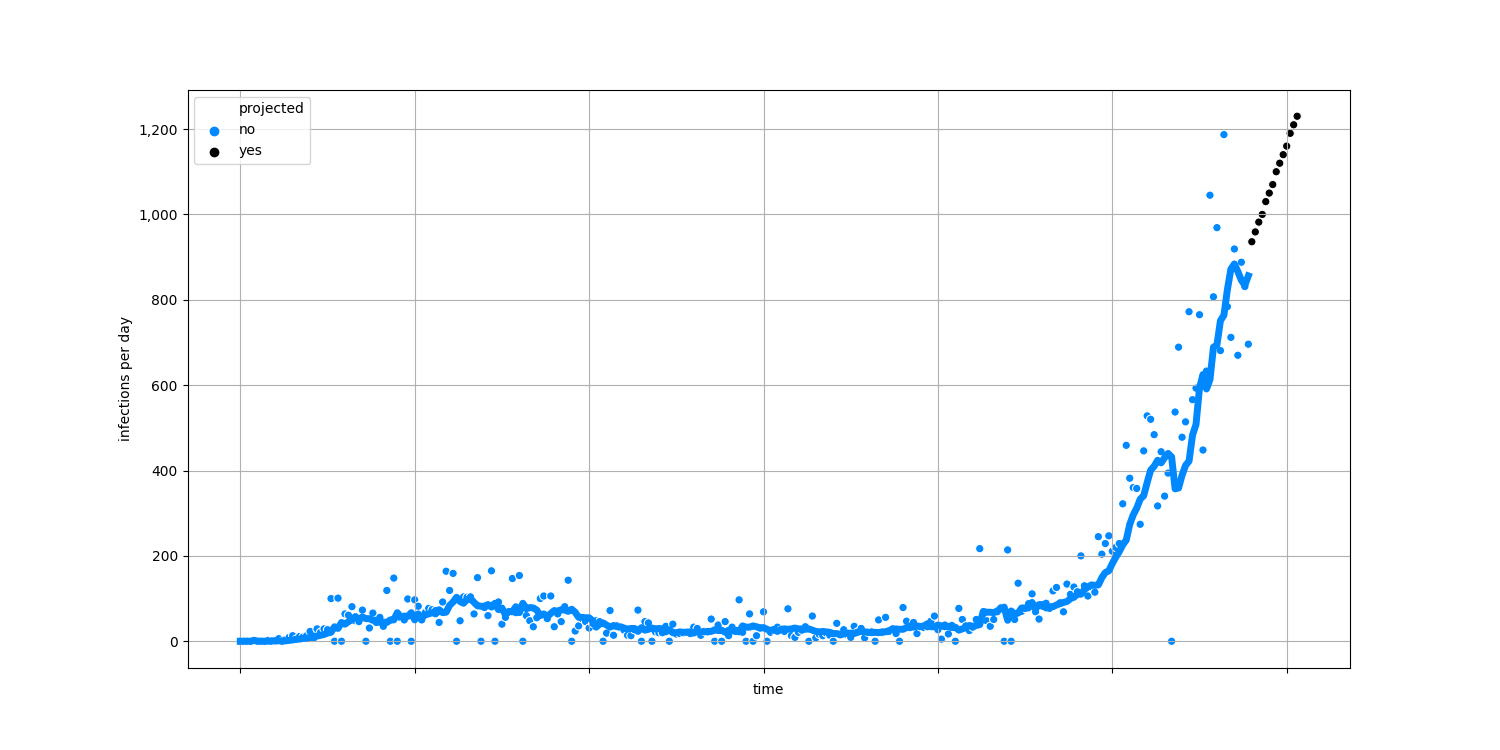 projected
no
yes
1,200
1,000
800
600
400
200
0
infections per day
time